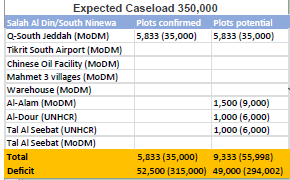 Expected Caseload 350,000
Salah Al Din/South Ninewa Plots confirmed Plots potential
Q-South Jeddah (MoDM) 5,833 (35,000) 5,833 (35,000)
Tikrit South Airport (MoDM)
Chinese Oil Facility (MoDM)
Mahmet 3 villages (MoDM)
Warehouse (MoDM)
Al-Alam (MoDM) 1,500 (9,000)
Al-Dour (UNHCR) 1,000 (6,000)
Tal Al Seebat (UNHCR) 1,000 (6,000)
Tal Al Seebat (MoDM)
Total 5,833 (35,000) 9,333 (55,998)
Deficit 52,500 (315,000) 49,000 (294,002)